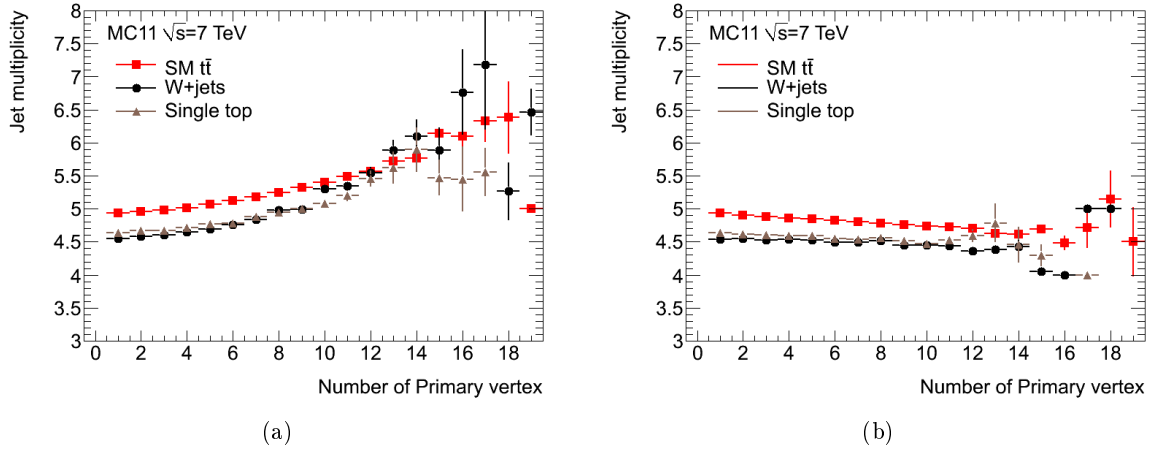 Jet multiplicity
8
7.5
7
6.5
6
5.5
5
4.5
4
3.5
3
MC11 √s=7 TeV
SM tt̄
W+jets
Single top
0 2 4 6 8 10 12 14 16 18
Number of Primary vertex
(a)
Jet multiplicity
8
7.5
7
6.5
6
5.5
5
4.5
4
3.5
3
MC11 √s=7 TeV
SM tt̄
W+jets
Single top
0 2 4 6 8 10 12 14 16 18
Number of Primary vertex
(b)